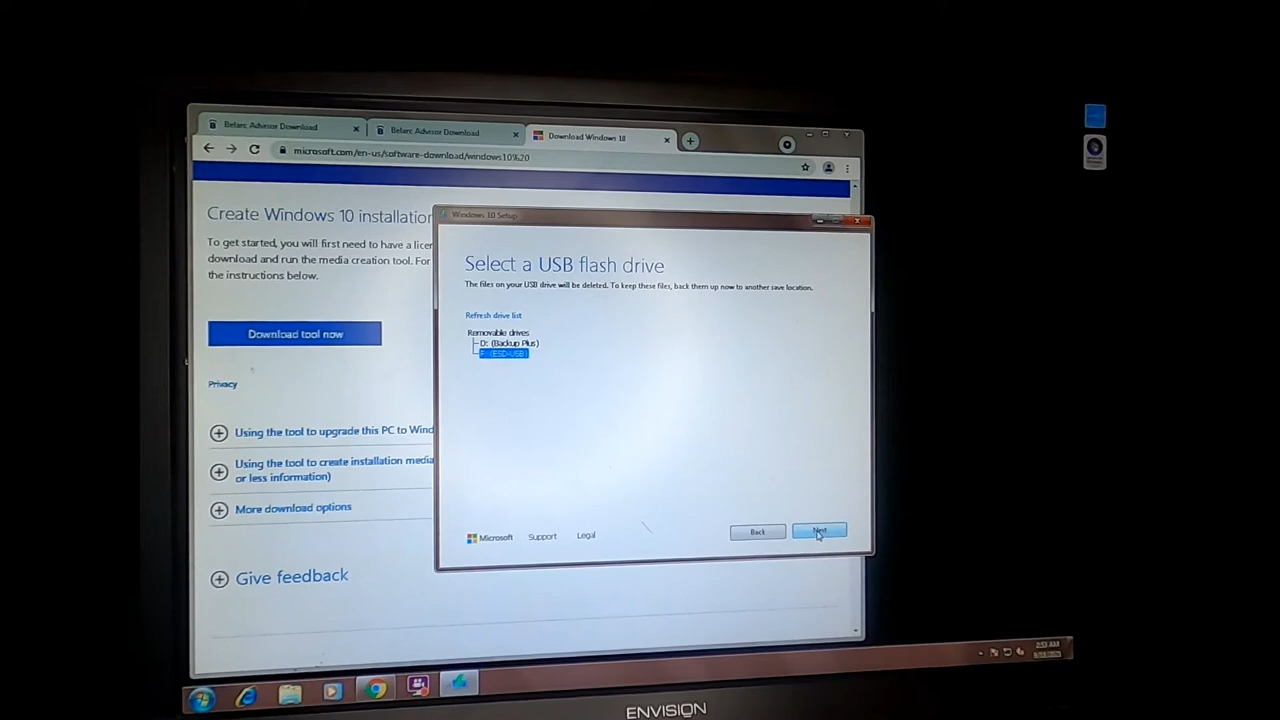 Belarc Advisor Download
Belarc Advisor Download
Download Windows 10
microsoft.com/en-us/software-download/windows10%20
Create Windows 10 installation
To get started, you will first need to have a licen
download and run the media creation tool. For
the instructions below.
Download tool now
Privacy
Using the tool to upgrade this PC to Wind
Using the tool to create installation media
or less information)
More download options
Give feedback
Windows 10 Setup
Select a USB flash drive
The files on your USB drive will be deleted. To keep these files, back them up now to another save location.
Refresh drive list
Removable drives
D: (Backup Plus)
(ESD-USB)
Microsoft
Support
Legal
Back
Next
2:53 AM
ENVISION